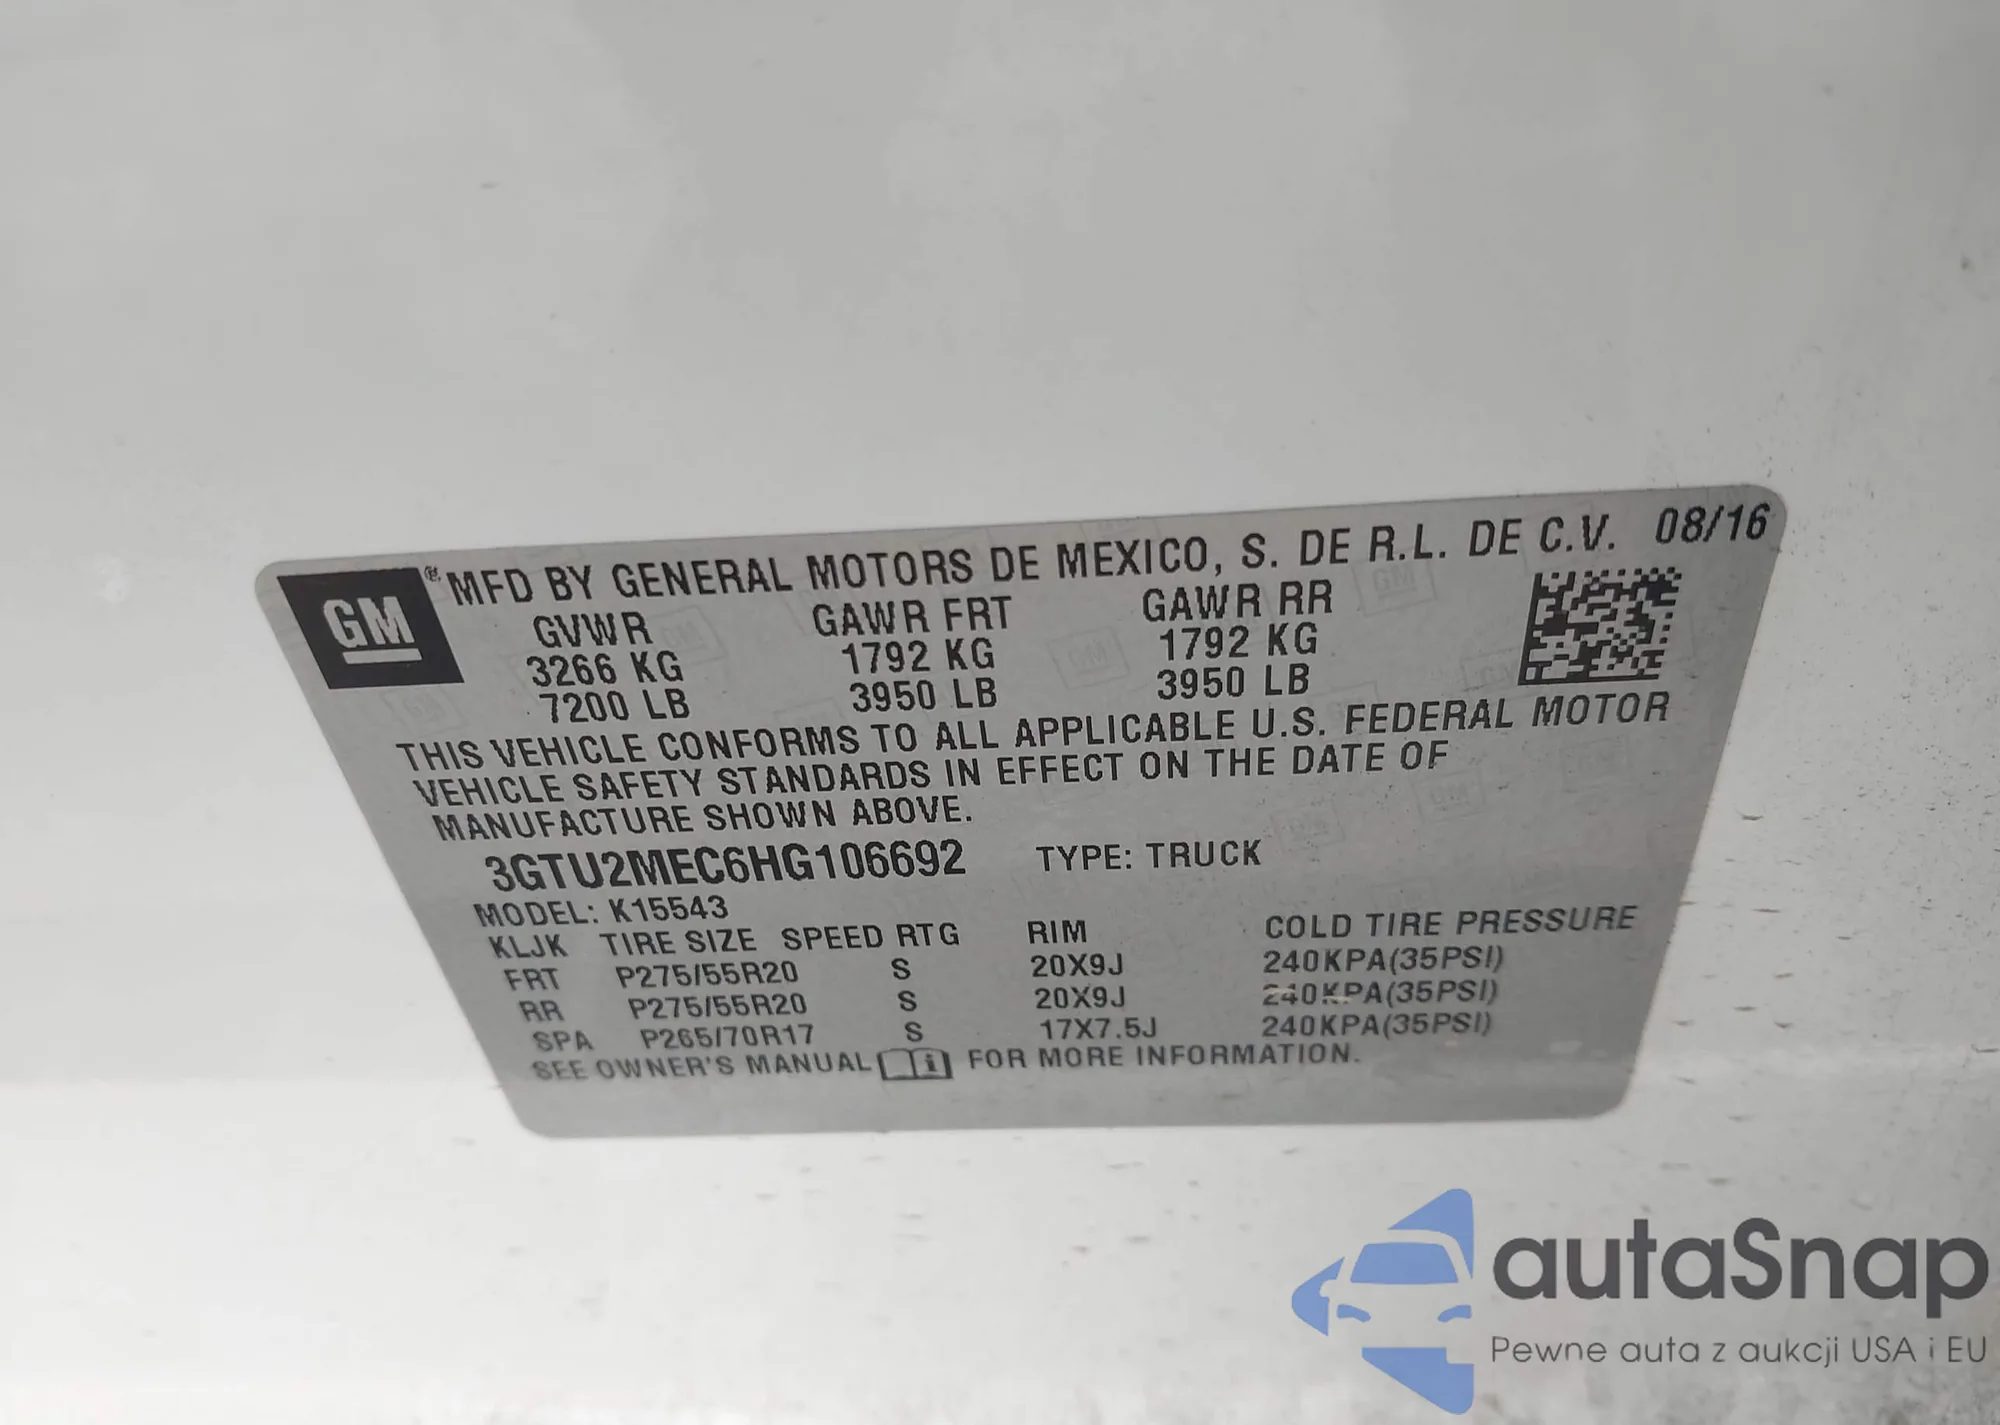 GM ® MFD BY GENERAL MOTORS DE MEXICO, S. DE R.L. DE C.V. 08/16
GVWR GAWR FRT GAWR RR
3266 KG 1792 KG 1792 KG
7200 LB 3950 LB 3950 LB
THIS VEHICLE CONFORMS TO ALL APPLICABLE U.S. FEDERAL MOTOR
VEHICLE SAFETY STANDARDS IN EFFECT ON THE DATE OF
MANUFACTURE SHOWN ABOVE.
3GTU2MEC6HG106692 TYPE: TRUCK
MODEL: K15543
KLJK TIRE SIZE SPEED RTG RIM COLD TIRE PRESSURE
FRT P275/55R20 S 20X9J 240KPA(35PSI)
RR P275/55R20 S 20X9J 240KPA(35PSI)
SPA P265/70R17 S 17X7.5J 240KPA(35PSI)
SEE OWNER'S MANUAL i FOR MORE INFORMATION.
autaSnap
Pewne auta z aukcji USA i EU